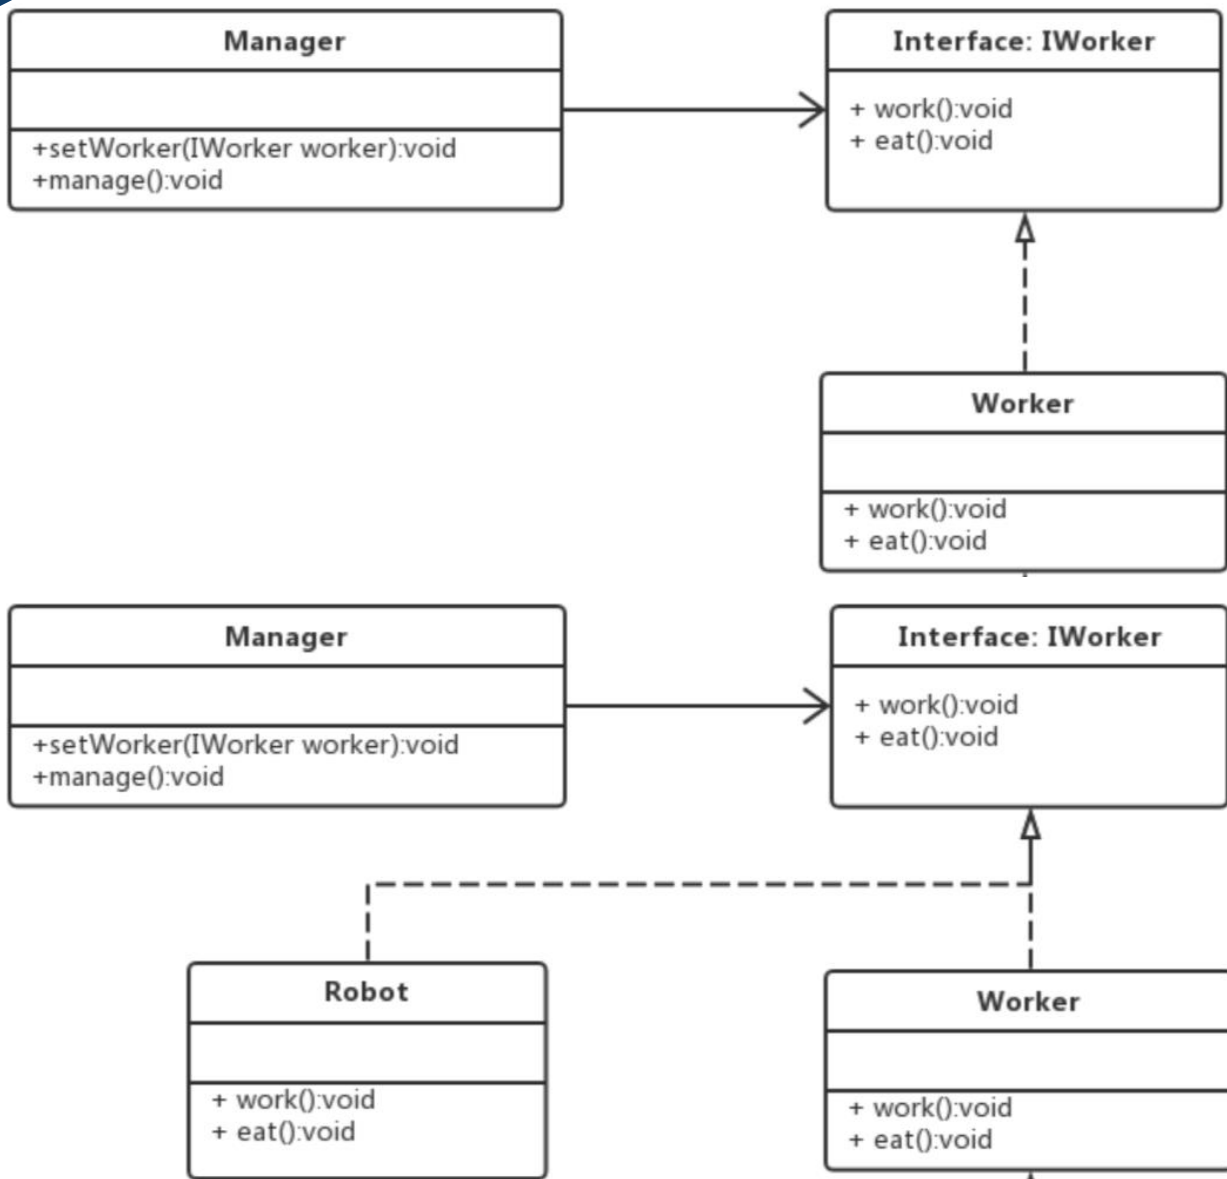 Manager
+setWorker(IWorker worker):void
+manage():void
Interface: IWorker
+ work():void
+ eat():void
Worker
+ work():void
+ eat():void
Manager
+setWorker(IWorker worker):void
+manage():void
Interface: IWorker
+ work():void
+ eat():void
Robot
+ work():void
+ eat():void
Worker
+ work():void
+ eat():void